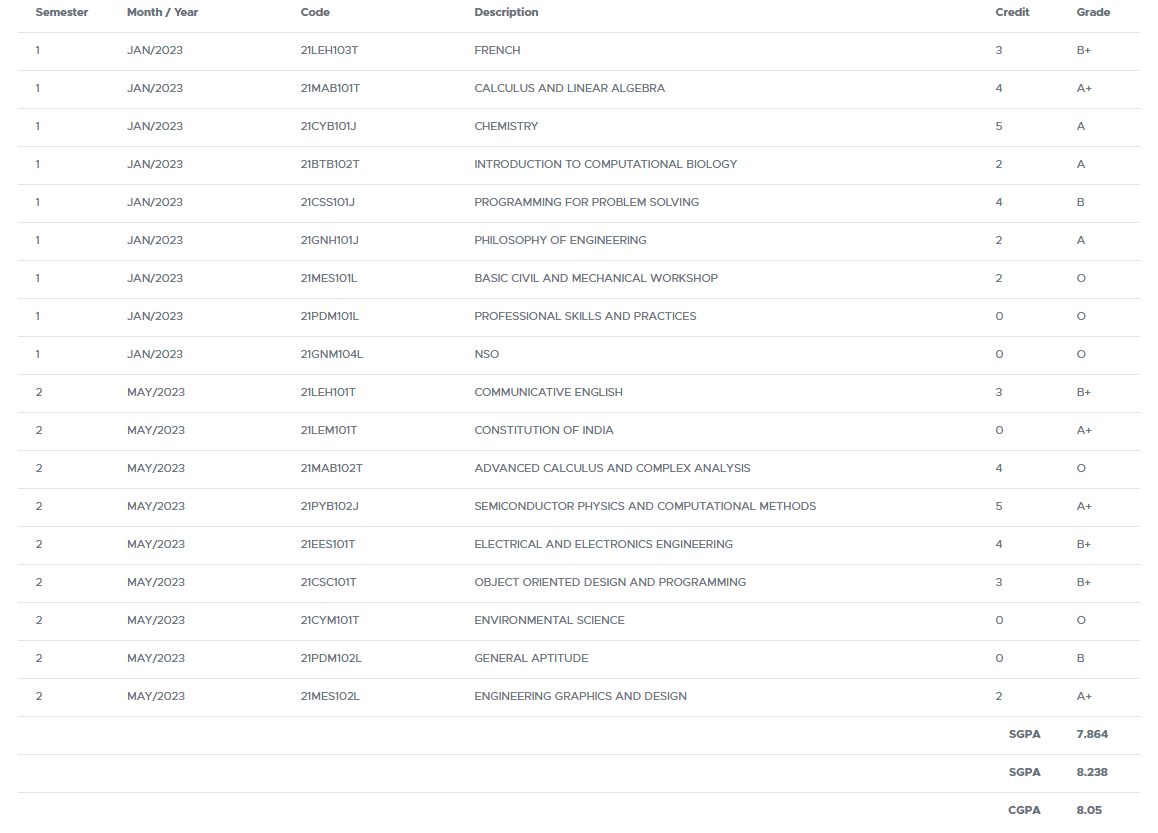 Semester Month / Year Code Description Credit Grade
1 JAN/2023 21LEH103T FRENCH 3 B+
1 JAN/2023 21MAB101T CALCULUS AND LINEAR ALGEBRA 4 A+
1 JAN/2023 21CYB101J CHEMISTRY 5 A
1 JAN/2023 21BTB102T INTRODUCTION TO COMPUTATIONAL BIOLOGY 2 A
1 JAN/2023 21CSS101J PROGRAMMING FOR PROBLEM SOLVING 4 B
1 JAN/2023 21GNH101J PHILOSOPHY OF ENGINEERING 2 A
1 JAN/2023 21MES101L BASIC CIVIL AND MECHANICAL WORKSHOP 2 O
1 JAN/2023 21PDM101L PROFESSIONAL SKILLS AND PRACTICES 0 O
1 JAN/2023 21GNM104L NSO 0 O
2 MAY/2023 21LEH101T COMMUNICATIVE ENGLISH 3 B+
2 MAY/2023 21LEM101T CONSTITUTION OF INDIA 0 A+
2 MAY/2023 21MAB102T ADVANCED CALCULUS AND COMPLEX ANALYSIS 4 O
2 MAY/2023 21PYB102J SEMICONDUCTOR PHYSICS AND COMPUTATIONAL METHODS 5 A+
2 MAY/2023 21EES101T ELECTRICAL AND ELECTRONICS ENGINEERING 4 B+
2 MAY/2023 21CSC101T OBJECT ORIENTED DESIGN AND PROGRAMMING 3 B+
2 MAY/2023 21CYM101T ENVIRONMENTAL SCIENCE 0 O
2 MAY/2023 21PDM102L GENERAL APTITUDE 0 B
2 MAY/2023 21MES102L ENGINEERING GRAPHICS AND DESIGN 2 A+
SGPA 7.864
SGPA 8.238
CGPA 8.05